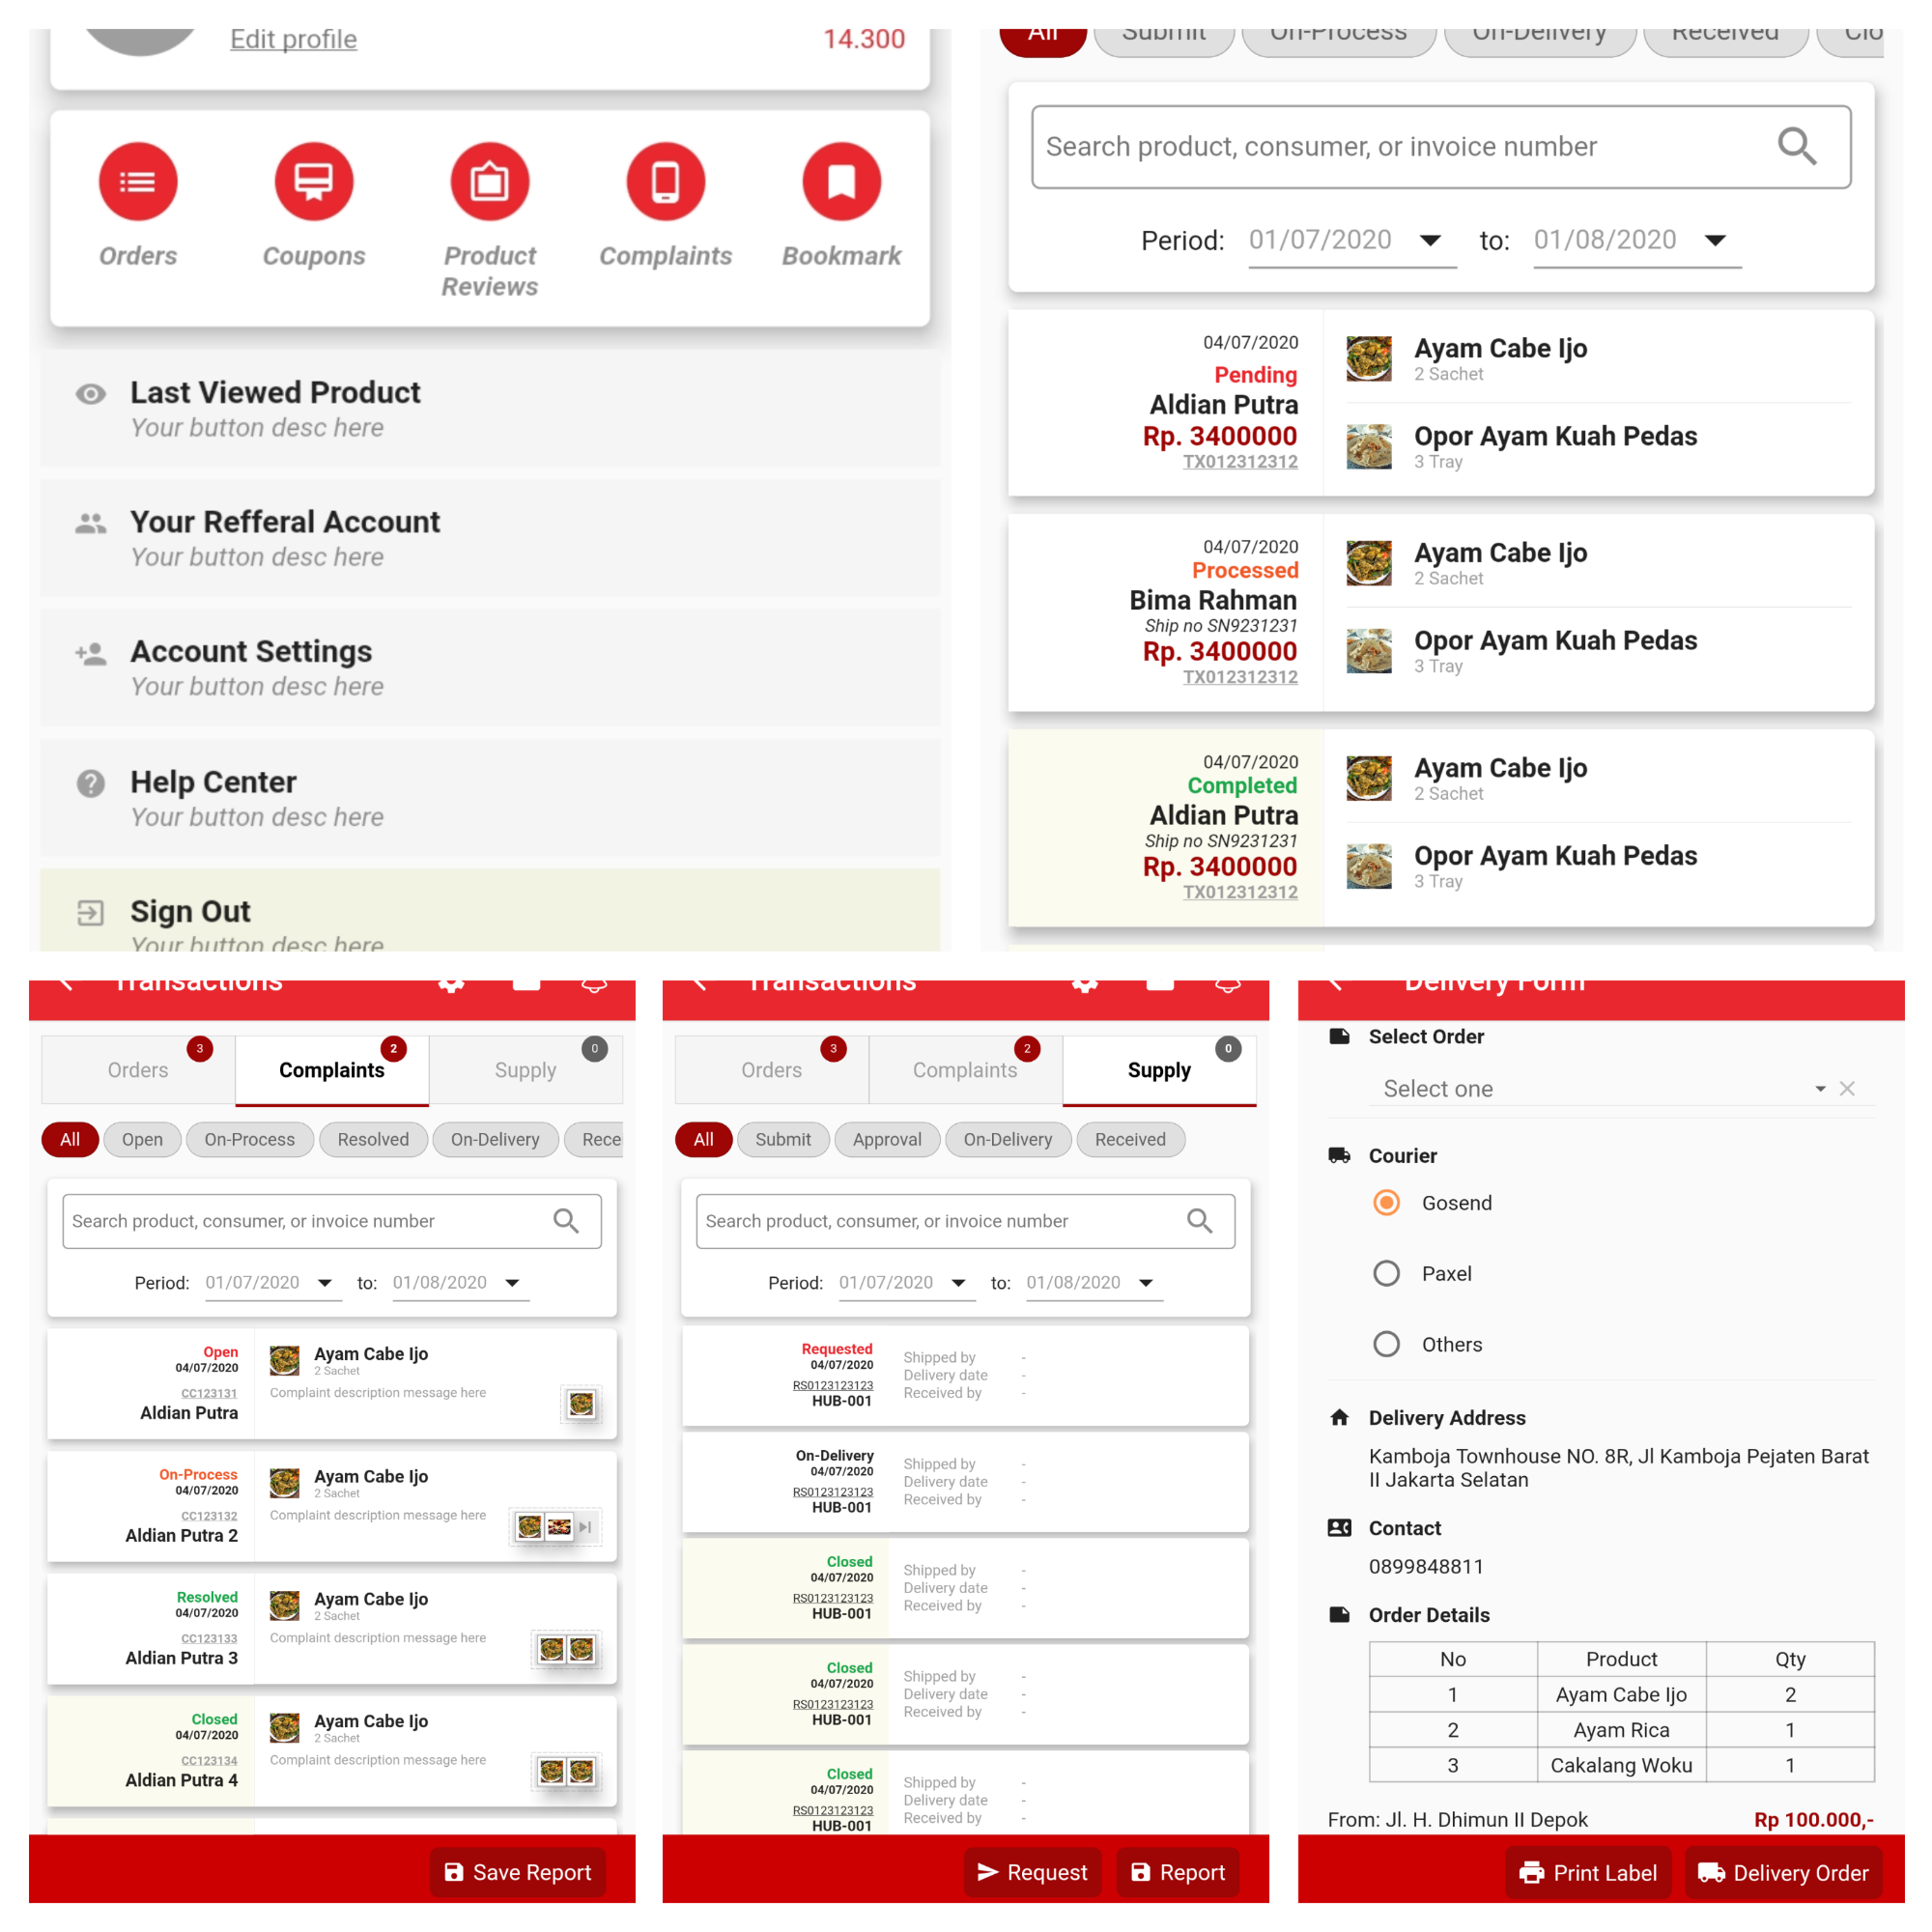 Edit profile
14.300
Orders
Coupons
Product
Reviews
Complaints
Bookmark
Last Viewed Product
Your button desc here
Your Refferal Account
Your button desc here
Account Settings
Your button desc here
Help Center
Your button desc here
Sign Out
Your button desc here
All Submit On-Process On-Delivery Received Clo
Search product, consumer, or invoice number
Period: 01/07/2020 to: 01/08/2020
04/07/2020
Pending
Aldian Putra
Rp. 3400000
TX012312312
Ayam Cabe Ijo
2 Sachet
Opor Ayam Kuah Pedas
3 Tray
04/07/2020
Processed
Bima Rahman
Ship no SN9231231
Rp. 3400000
TX012312312
Ayam Cabe Ijo
2 Sachet
Opor Ayam Kuah Pedas
3 Tray
04/07/2020
Completed
Aldian Putra
Ship no SN9231231
Rp. 3400000
TX012312312
Ayam Cabe Ijo
2 Sachet
Opor Ayam Kuah Pedas
3 Tray
Transactions
Orders 3 Complaints 2 Supply 0
All Open On-Process Resolved On-Delivery Rece
Search product, consumer, or invoice number
Period: 01/07/2020 to: 01/08/2020
Open
04/07/2020
CC123131
Aldian Putra
Ayam Cabe Ijo
2 Sachet
Complaint description message here
On-Process
04/07/2020
CC123132
Aldian Putra 2
Ayam Cabe Ijo
2 Sachet
Complaint description message here
Resolved
04/07/2020
CC123133
Aldian Putra 3
Ayam Cabe Ijo
2 Sachet
Complaint description message here
Closed
04/07/2020
CC123134
Aldian Putra 4
Ayam Cabe Ijo
2 Sachet
Complaint description message here
Save Report
Transactions
Orders 3 Complaints 2 Supply 0
All Submit Approval On-Delivery Received
Search product, consumer, or invoice number
Period: 01/07/2020 to: 01/08/2020
Requested
04/07/2020
RS0123123123
HUB-001
Shipped by -
Delivery date -
Received by -
On-Delivery
04/07/2020
RS0123123123
HUB-001
Shipped by -
Delivery date -
Received by -
Closed
04/07/2020
RS0123123123
HUB-001
Shipped by -
Delivery date -
Received by -
Closed
04/07/2020
RS0123123123
HUB-001
Shipped by -
Delivery date -
Received by -
Closed
04/07/2020
RS0123123123
HUB-001
Shipped by -
Delivery date -
Received by -
Request
Report
Delivery Form
Select Order
Select one
Courier
Gosend
Paxel
Others
Delivery Address
Kamboja Townhouse NO. 8R, Jl Kamboja Pejaten Barat
II Jakarta Selatan
Contact
0899848811
Order Details
No Product Qty
1 Ayam Cabe Ijo 2
2 Ayam Rica 1
3 Cakalang Woku 1
From: Jl. H. Dhimun II Depok Rp 100.000,-
Print Label
Delivery Order